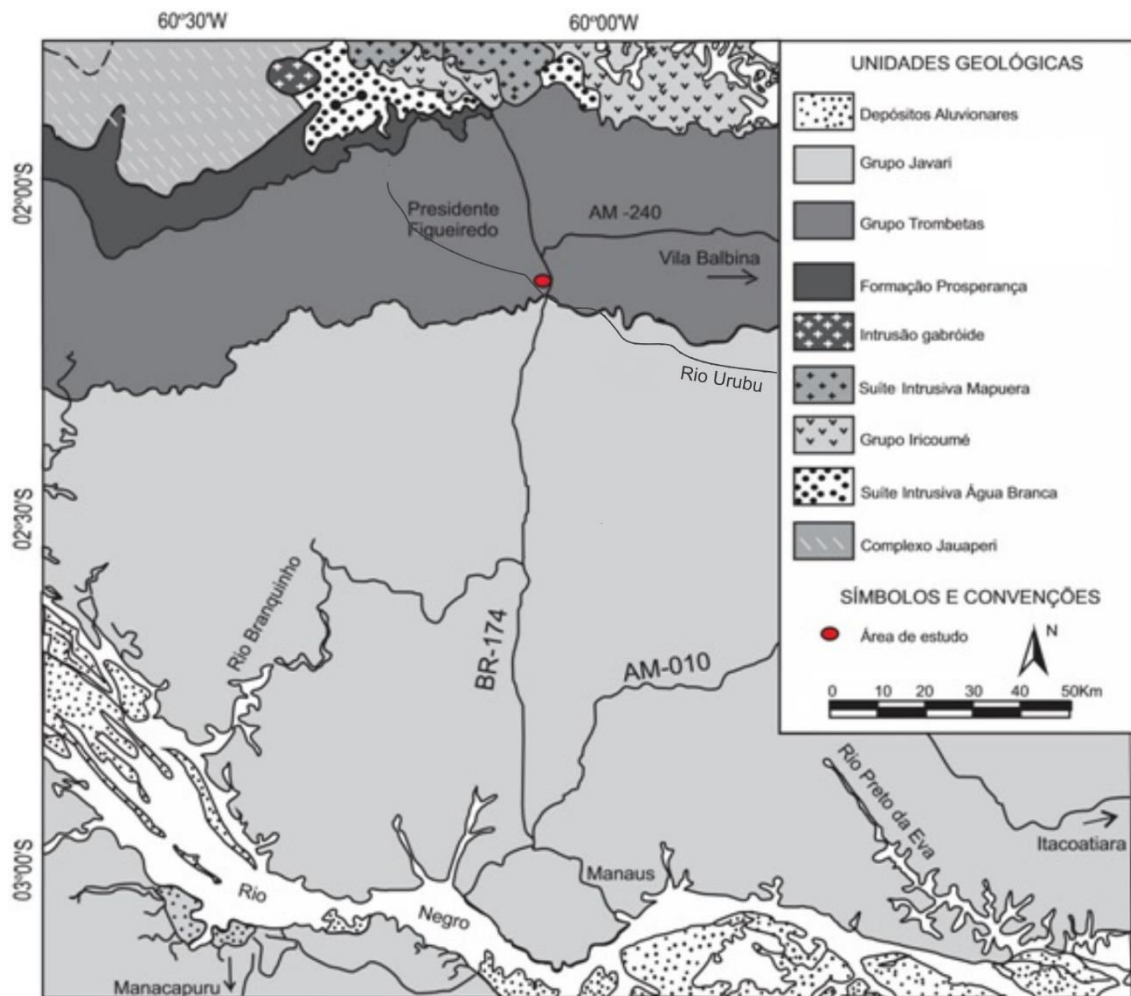 60°30'W
60°00'W
02°00'S
02°30'S
03°00'S
Presidente
Figueiredo
AM -240
Vila Balbina
Rio Urubu
Rio Branquinho
BR-174
AM-010
Rio Preto da Eva
Itacoatiara
Manaus
Rio
Negro
Manacapuru
UNIDADES GEOLÓGICAS
Depósitos Aluvionares
Grupo Javari
Grupo Trombetas
Formação Prosperança
Intrusão gabróide
Suíte Intrusiva Mapuera
Grupo Iricoumé
Suíte Intrusiva Água Branca
Complexo Jauaperi
SÍMBOLOS E CONVENÇÕES
Área de estudo
N
0 10 20 30 40 50Km